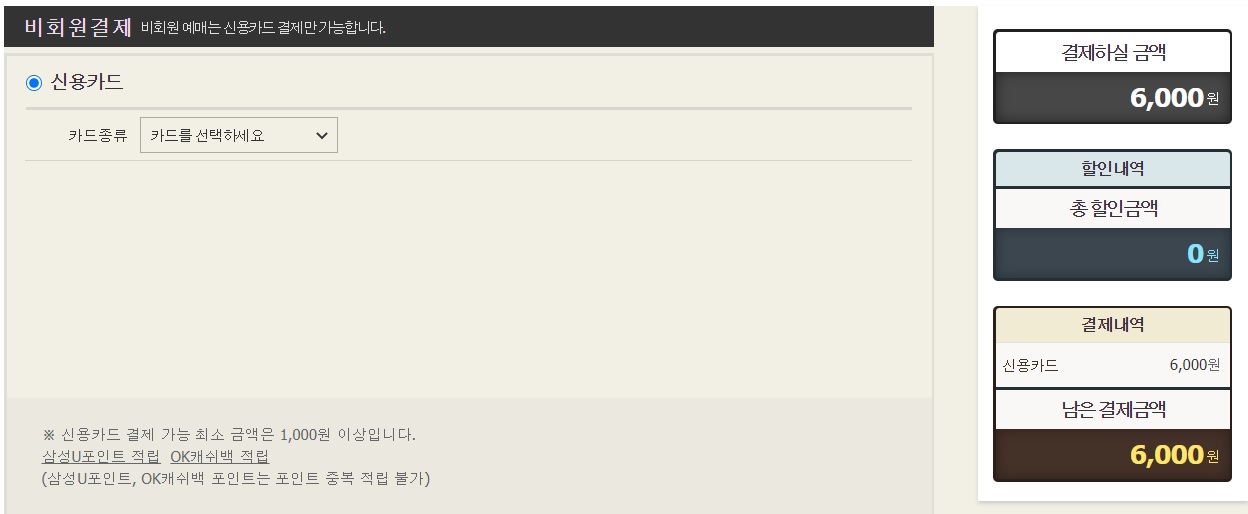 비회원결제 비회원 예매는 신용카드 결제만 가능합니다.
신용카드
카드종류 카드를 선택하세요
※ 신용카드 결제 가능 최소 금액은 1,000원 이상입니다.
삼성U포인트 적립 OK캐쉬백 적립
(삼성U포인트, OK캐쉬백 포인트는 포인트 중복 적립 불가)
결제하실 금액
6,000원
할인내역
총 할인금액
0원
결제내역
신용카드 6,000원
남은 결제금액
6,000원